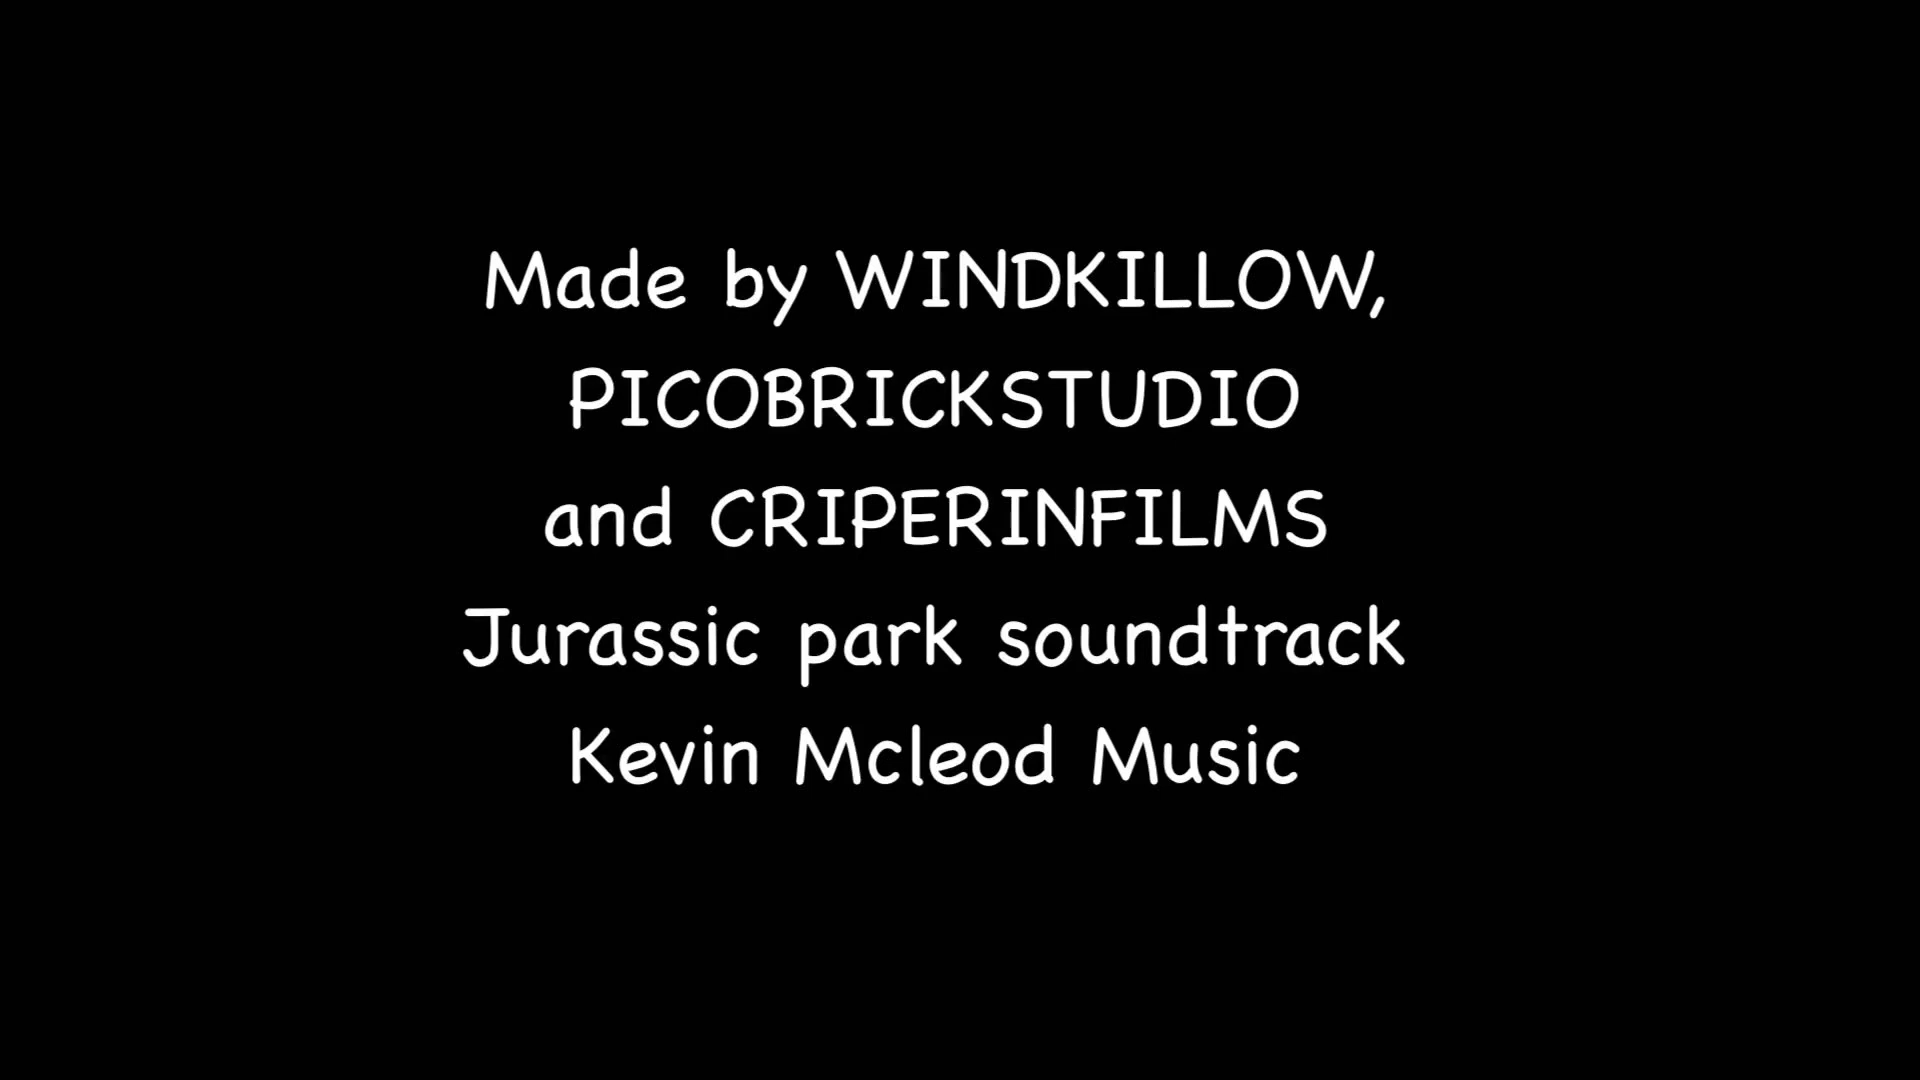 Made by WINDKILLOW,
PICOBRICKSTUDIO
and CRIPERINFILMS
Jurassic park soundtrack
Kevin Mcleod Music